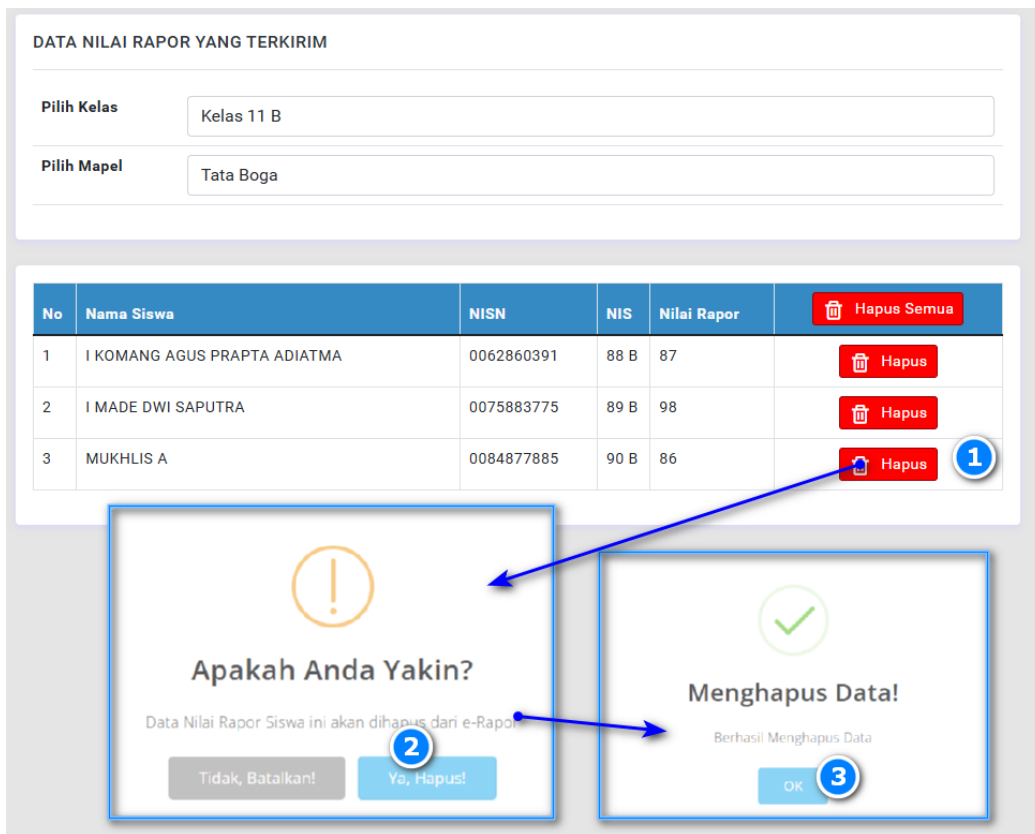 DATA NILAI RAPOR YANG TERKIRIM
Pilih Kelas Kelas 11 B
Pilih Mapel Tata Boga
No Nama Siswa NISN NIS Nilai Rapor Hapus Semua
1 I KOMANG AGUS PRAPTA ADIATMA 0062860391 88 B 87 Hapus
2 I MADE DWI SAPUTRA 0075883775 89 B 98 Hapus
3 MUKHLIS A 0084877885 90 B 86 Hapus 1
Apakah Anda Yakin?
Data Nilai Rapor Siswa ini akan dihapus dari e-Rapor
2
Tidak, Batalkan! Ya, Hapus!
Menghapus Data!
Berhasil Menghapus Data
OK 3